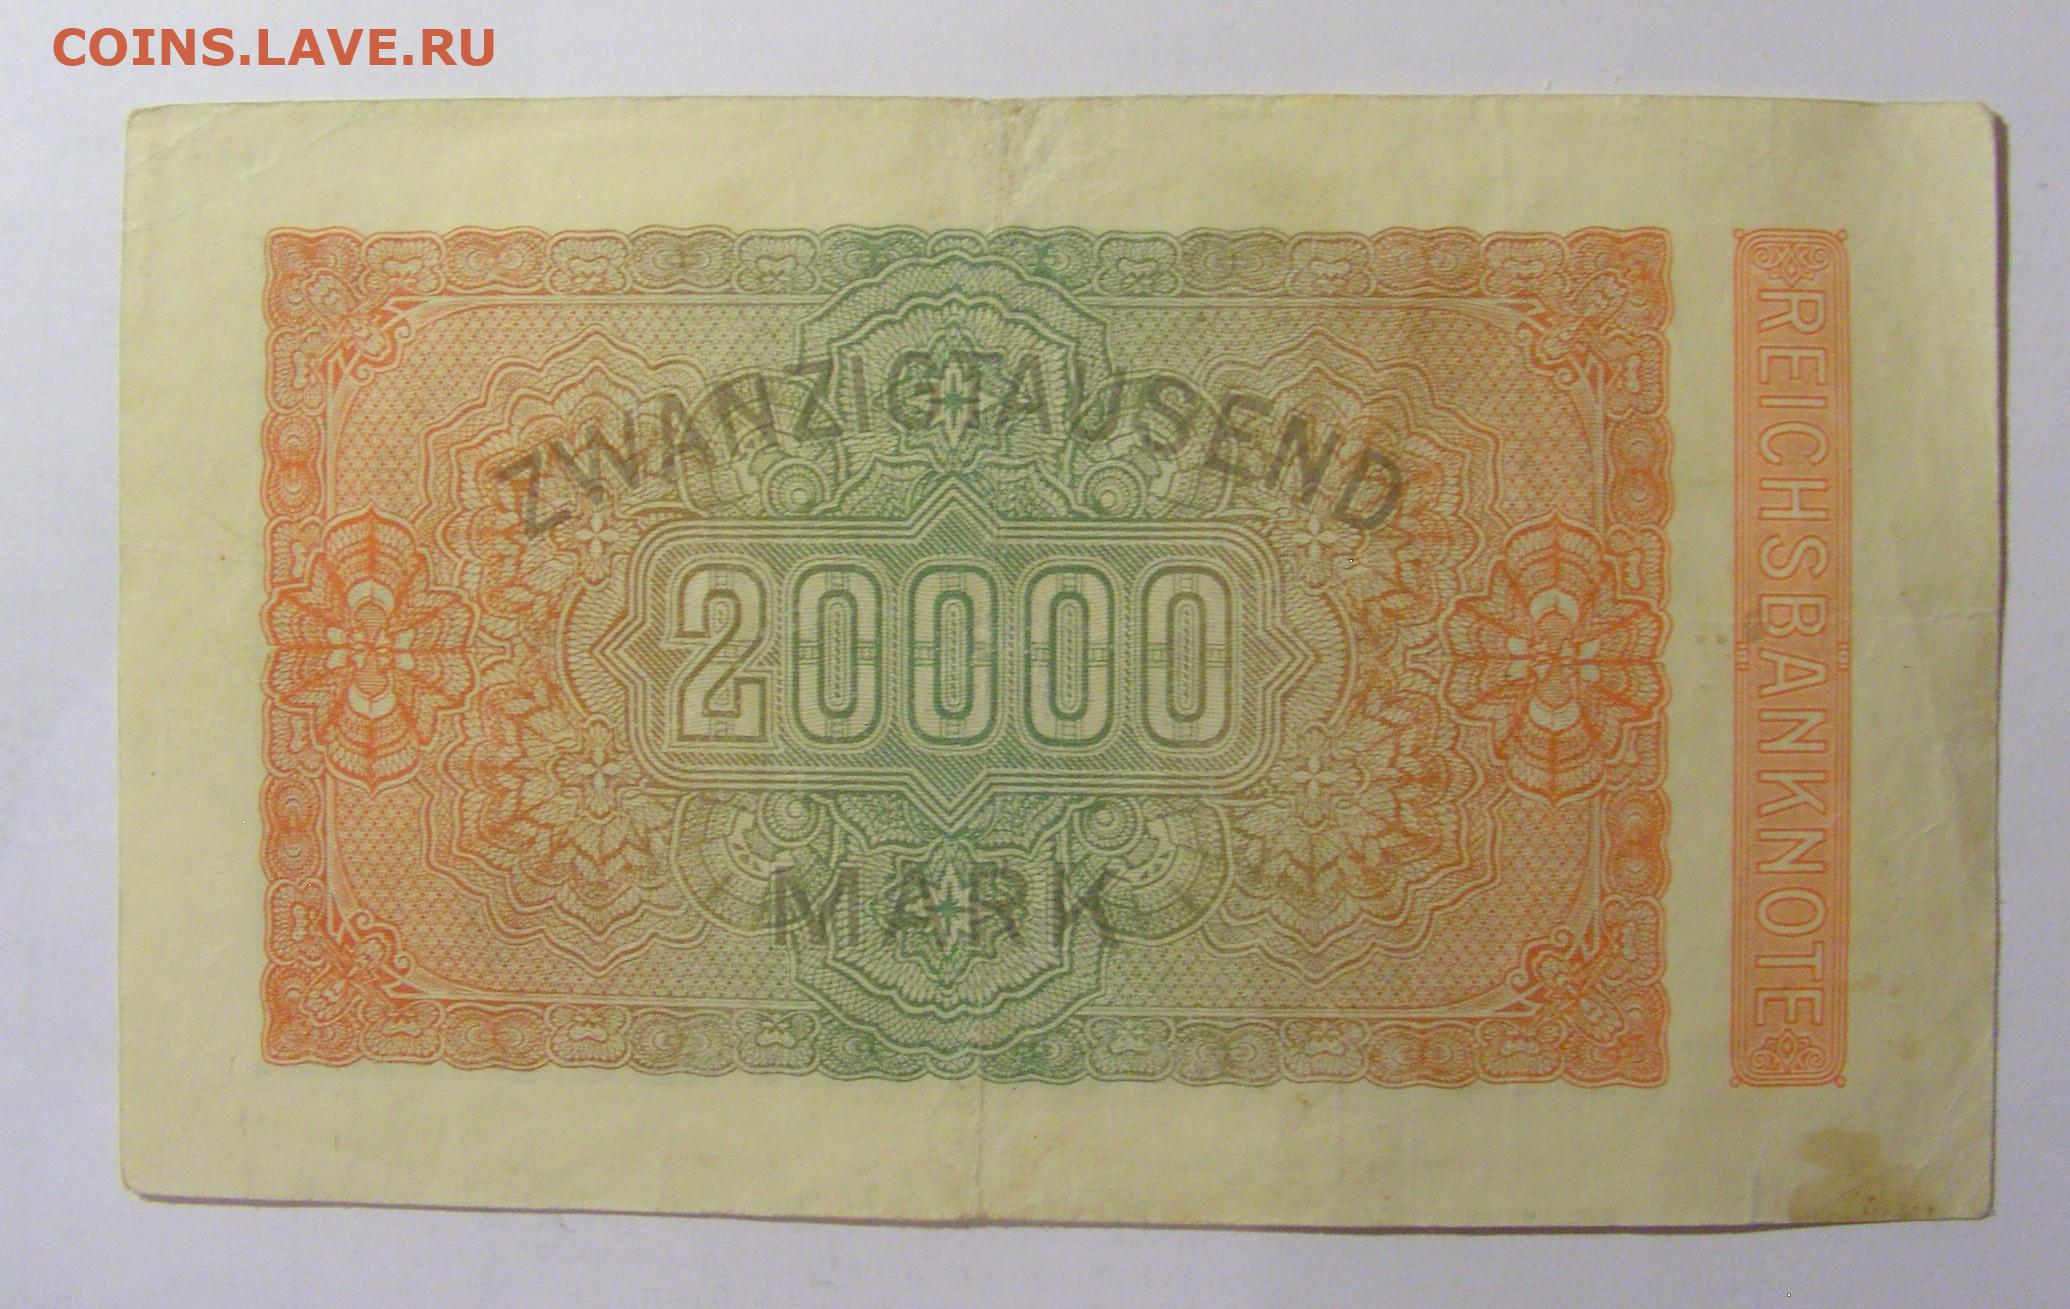 COINS.LAVE.RU
ZWANZIGTAUSEND
20000
MARK
REICHSBANKNOTE